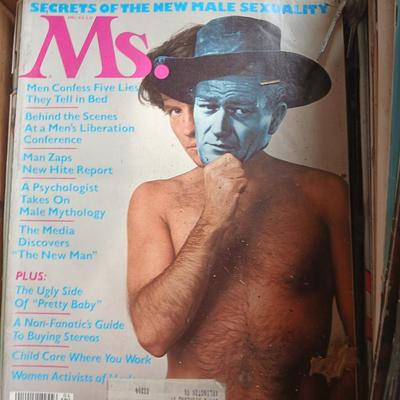 SECRETS OF THE NEW MALE SEXUALITY
Ms.
Men Confess Five Lies
They Tell in Bed
Behind the Scenes
At a Men's Liberation
Conference
Man Zaps
New Hite Report
A Psychologist
Takes On
Male Mythology
The Media
Discovers
"The New Man"
PLUS:
The Ugly Side
Of "Pretty Baby"
A Non-Fanatic's Guide
To Buying Stereos
Child Care Where You Work
Women Activists of